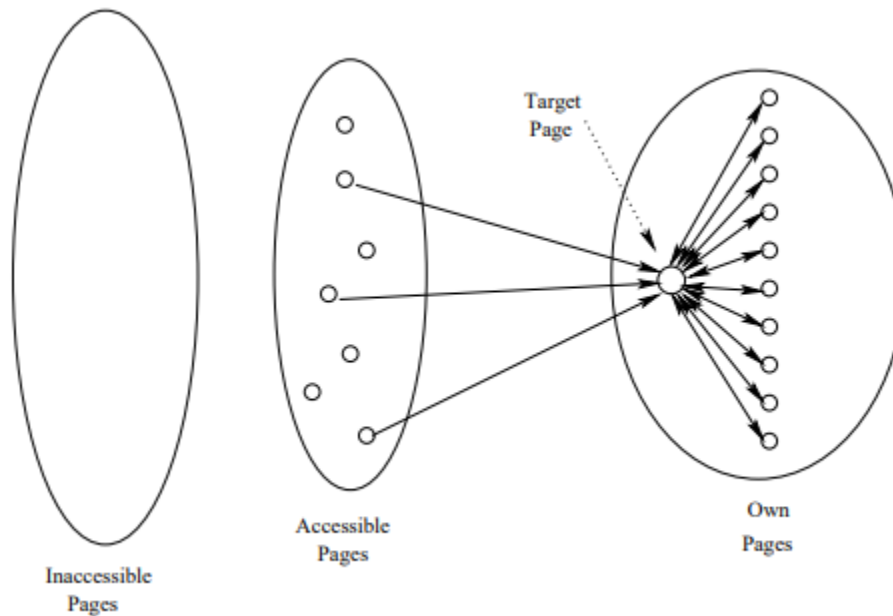 Target
Page
Own
Pages
Accessible
Pages
Inaccessible
Pages